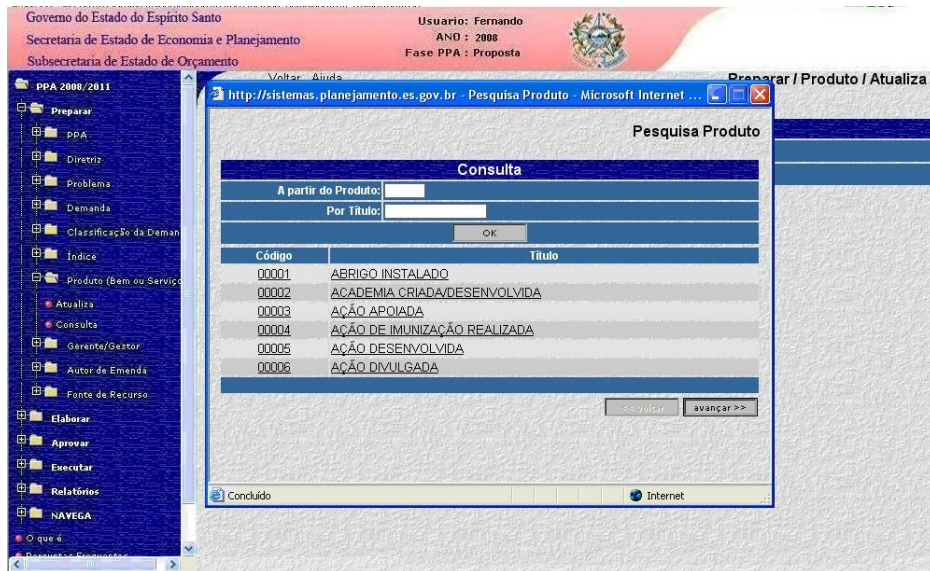 Governo do Estado do Espírito Santo
Secretaria de Estado de Economia e Planejamento
Subsecretaria de Estado de Orçamento
Usuario: Fernando
ANO : 2008
Fase PPA : Proposta
Voltar Ajuda
Preparar / Produto / Atualiza
PPA 2008/2011
Preparar
PPA
Diretriz
Problema
Demanda
Classificação da Deman
Índice
Produto (Bem ou Serviço
Atualiza
Consulta
Gerente/Gestor
Autor de Emenda
Fonte de Recurso
Elaborar
Aprovar
Executar
Relatórios
NAVEGA
O que é
Perguntas Frequentes
http://sistemas.planejamento.es.gov.br - Pesquisa Produto - Microsoft Internet ...
Pesquisa Produto
Consulta
A partir do Produto:
Por Título:
OK
Código Título
00001 ABRIGO INSTALADO
00002 ACADEMIA CRIADA/DESENVOLVIDA
00003 AÇÃO APOIADA
00004 AÇÃO DE IMUNIZAÇÃO REALIZADA
00005 AÇÃO DESENVOLVIDA
00006 AÇÃO DIVULGADA
<< voltar avançar >>
Concluído Internet